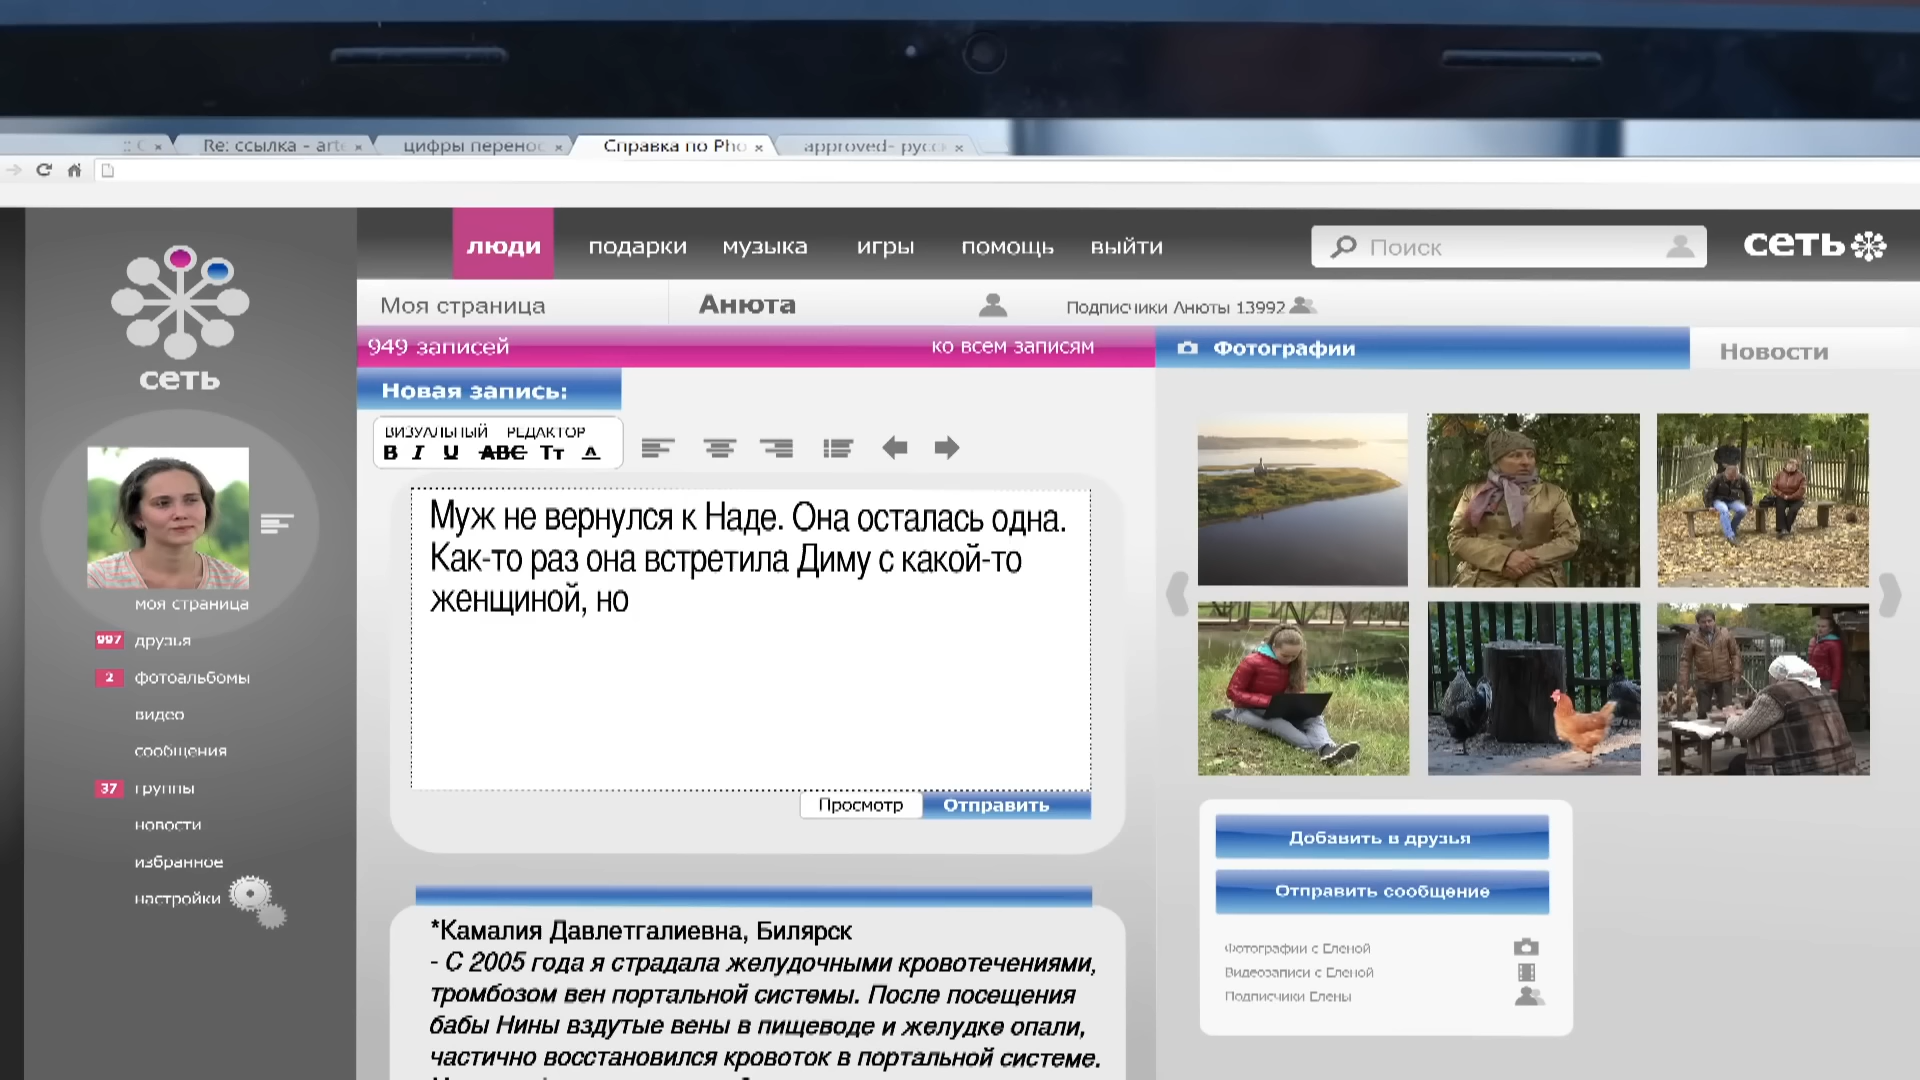 Re: ссылка - arte
цифры перенос
Справка по Pho
approved- русс
люди
подарки
музыка
игры
помощь
выйти
Поиск
сеть
Моя страница
Анюта
Подписчики Анюты 13992
949 записей
ко всем записям
Фотографии
Новости
сеть
Новая запись:
ВИЗУАЛЬНЫЙ РЕДАКТОР
B I U ABC Тт A
Муж не вернулся к Наде. Она осталась одна.
Как-то раз она встретила Диму с какой-то
женщиной, но
Просмотр
Отправить
моя страница
997 друзья
2 фотоальбомы
видео
сообщения
37 группы
новости
избранное
настройки
*Камалия Давлетгалиевна, Билярск
- С 2005 года я страдала желудочными кровотечениями,
тромбозом вен портальной системы. После посещения
бабы Нины вздутые вены в пищеводе и желудке опали,
частично восстановился кровоток в портальной системе.
Добавить в друзья
Отправить сообщение
Фотографии с Еленой
Видеозаписи с Еленой
Подписчики Елены